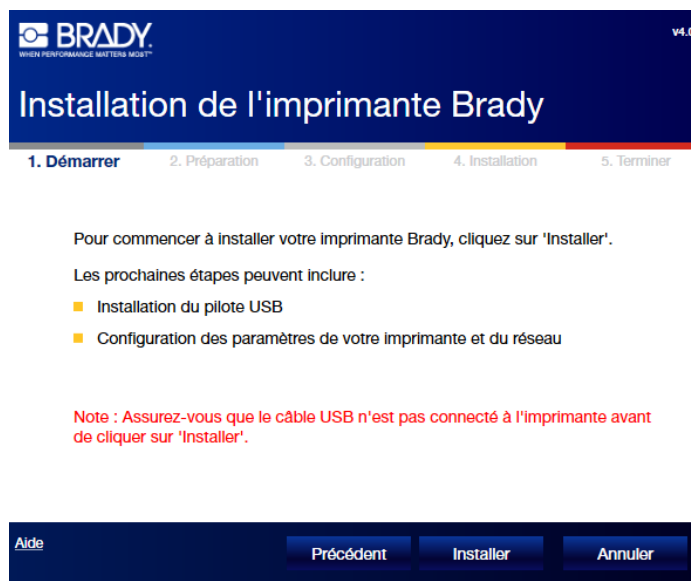 BRADY.
WHEN PERFORMANCE MATTERS MOST™
v4.0
Installation de l'imprimante Brady
1. Démarrer
2. Préparation
3. Configuration
4. Installation
5. Terminer
Pour commencer à installer votre imprimante Brady, cliquez sur 'Installer'.
Les prochaines étapes peuvent inclure :
Installation du pilote USB
Configuration des paramètres de votre imprimante et du réseau
Note : Assurez-vous que le câble USB n'est pas connecté à l'imprimante avant
de cliquer sur 'Installer'.
Aide
Précédent
Installer
Annuler